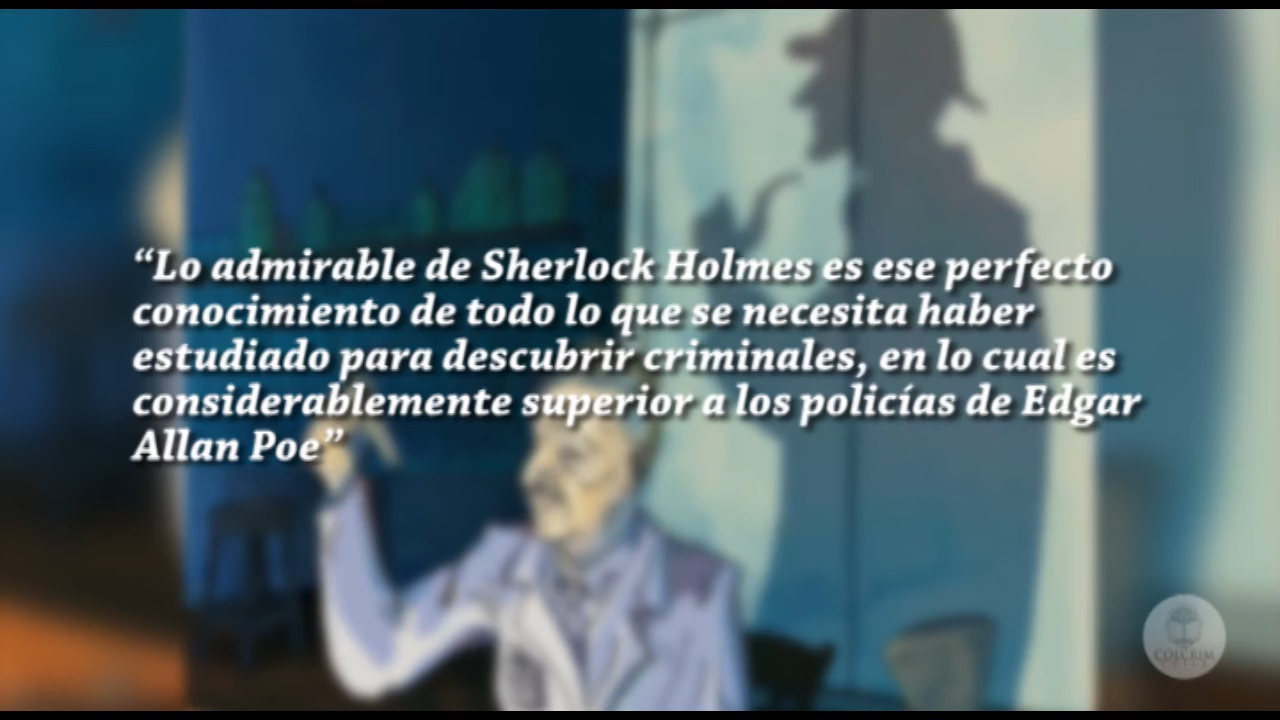 “Lo admirable de Sherlock Holmes es ese perfecto
conocimiento de todo lo que se necesita haber
estudiado para descubrir criminales, en lo cual es
considerablemente superior a los policías de Edgar
Allan Poe”
COLCRIM